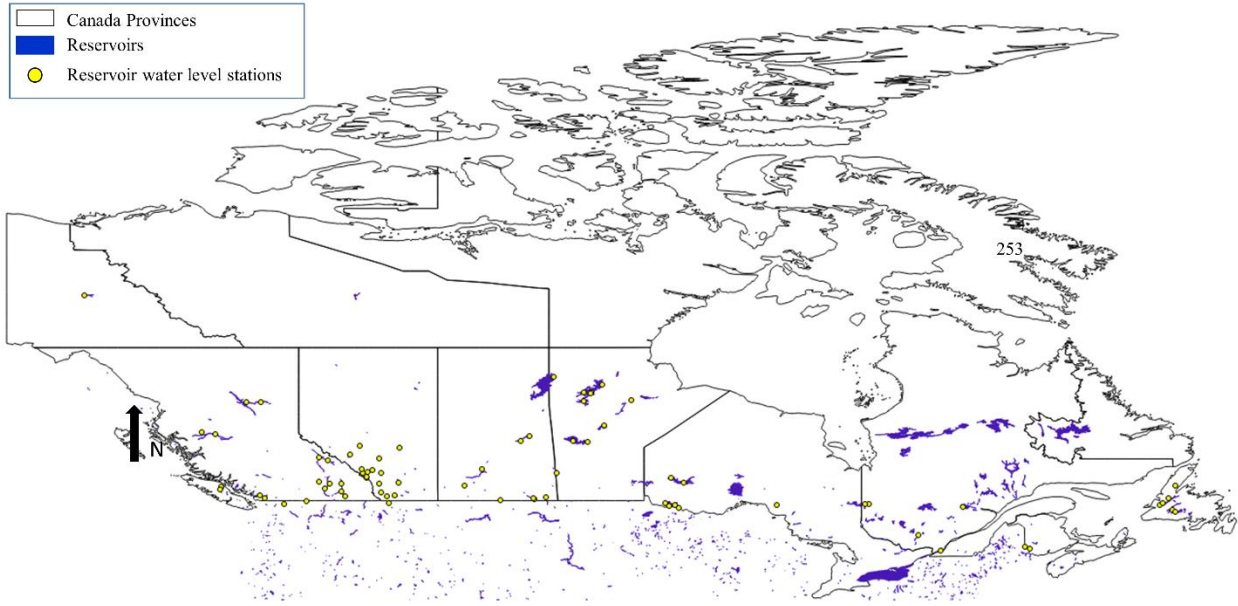 Canada Provinces
Reservoirs
Reservoir water level stations
253
N